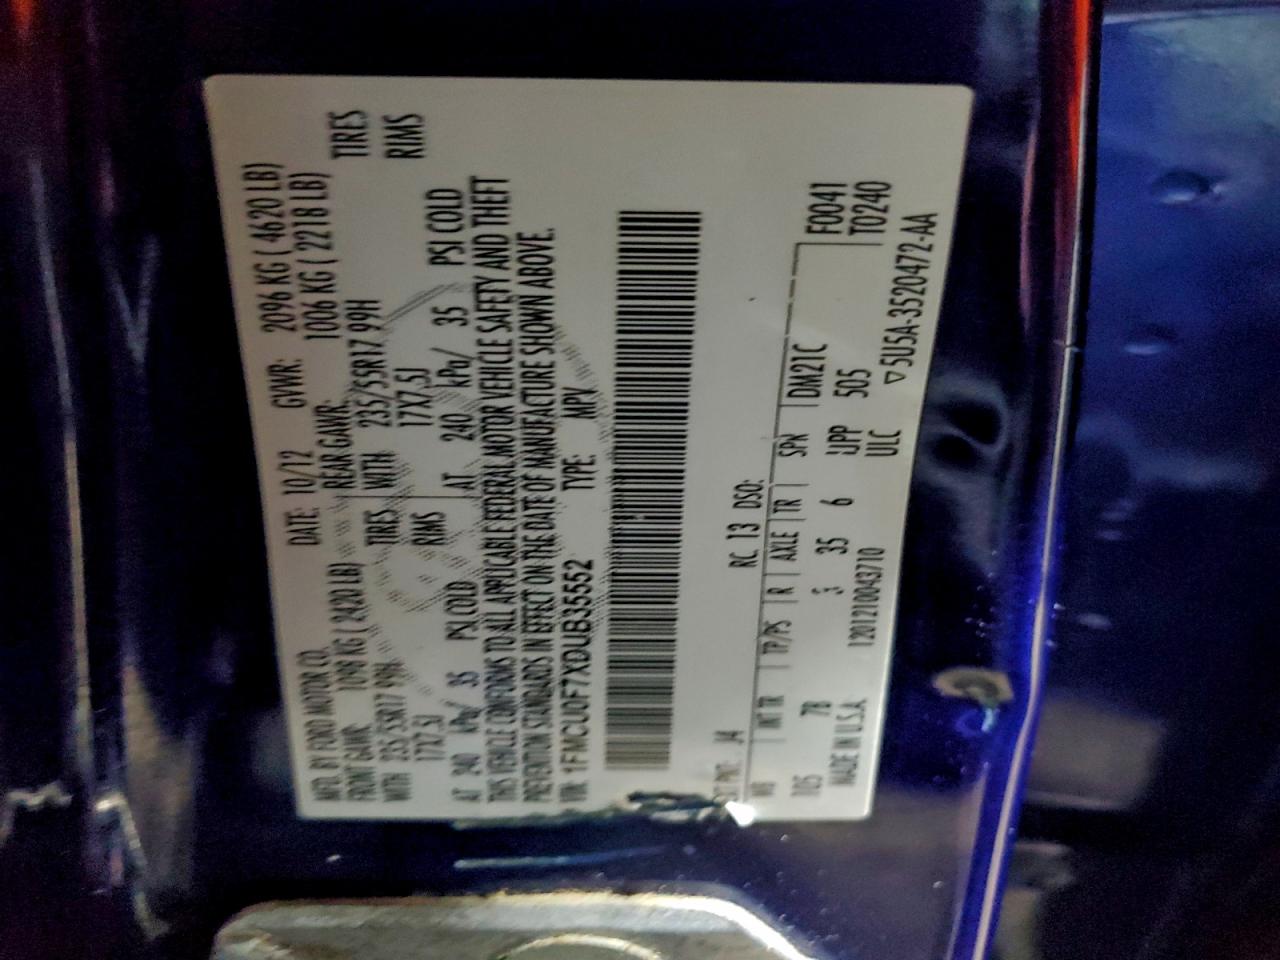 MFD. BY FORD MOTOR CO. DATE: 10/12 GVWR: 2096 KG ( 4620 LB)
FRONT GAWR: 1098 KG ( 2420 LB) REAR GAWR: 1006 KG ( 2218 LB)
WITH 235/55R17 99H TIRES WITH 235/55R17 99H TIRES
17X7.5J RIMS 17X7.5J RIMS
AT 240 kPa/ 35 PSI COLD AT 240 kPa/ 35 PSI COLD
THIS VEHICLE CONFORMS TO ALL APPLICABLE FEDERAL MOTOR VEHICLE SAFETY AND THEFT
PREVENTION STANDARDS IN EFFECT ON THE DATE OF MANUFACTURE SHOWN ABOVE.
VIN: 1FMCU0F7XDUB35552 TYPE: MPV
EXT PNT: J4 RC: 13 DSO: F0041
WB INT TR TP/PS R AXLE TR SPR DM21C T0240
105 7B 3 35 6 UPP 505
MADE IN U.S.A. 1201210043710 ULC ▽5U5A-3520472-AA